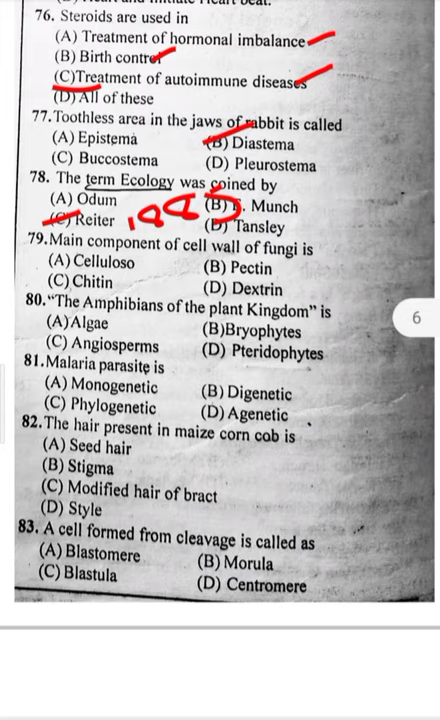 76. Steroids are used in
(A) Treatment of hormonal imbalance
(B) Birth control
(C)Treatment of autoimmune diseases
(D) All of these
77.Toothless area in the jaws of rabbit is called
(A) Epistema (B) Diastema
(C) Buccostema (D) Pleurostema
78. The term Ecology was coined by
(A) Odum (B) Munch
(C) Reiter 1885 (D) Tansley
79.Main component of cell wall of fungi is
(A) Celluloso (B) Pectin
(C) Chitin (D) Dextrin
80."The Amphibians of the plant Kingdom" is
(A)Algae (B)Bryophytes
(C) Angiosperms (D) Pteridophytes
81.Malaria parasite is
(A) Monogenetic (B) Digenetic
(C) Phylogenetic (D) Agenetic
82.The hair present in maize corn cob is
(A) Seed hair
(B) Stigma
(C) Modified hair of bract
(D) Style
83. A cell formed from cleavage is called as
(A) Blastomere (B) Morula
(C) Blastula (D) Centromere
6